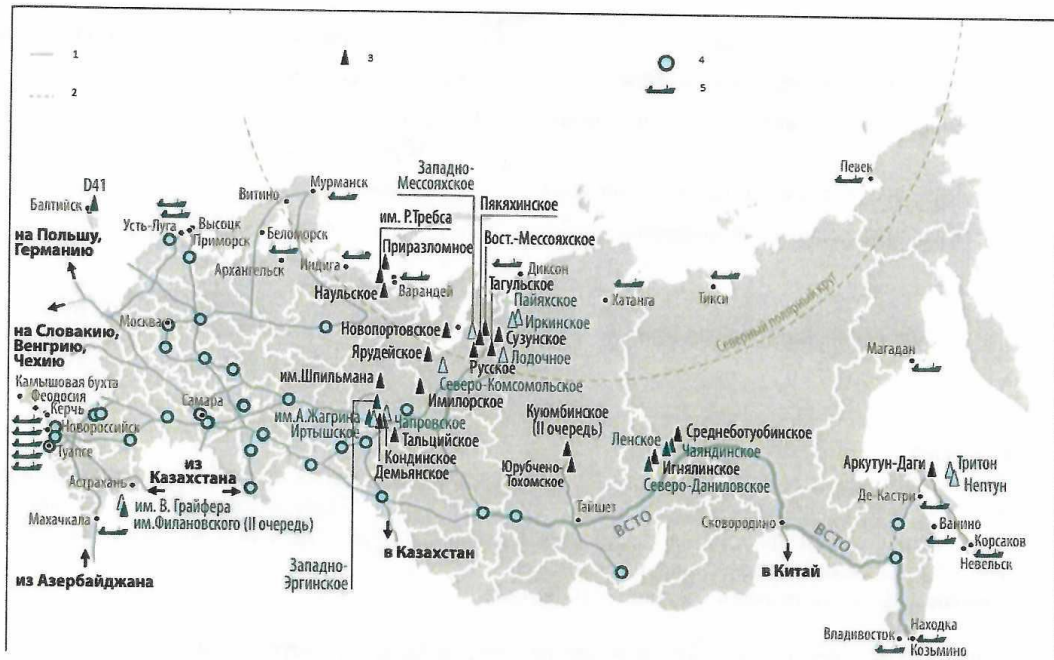 1
2
3
4
5
Певек
Западно-
Мессояхское
Мурманск
D41
Балтийск
Витино
Пякяхинское
им. Р.Требса
Усть-Луга
Высоцк
Приморск
Беломорск
Приразломное
Вост.-Мессояхское
на Польшу,
Германию
Архангельск
Индига
Варандей
Диксон
Тагульское
Хатанга
Тикси
Северный полярный круг
Наульское
Пайяхское
Иркинское
Москва
Новопортовское
Сузунское
на Словакию,
Венгрию,
Чехию
Ярудейское
Русское
Лодочное
Магадан
Северо-Комсомольское
Камышовая бухта
Феодосия
Керчь
Новороссийск
Туапсе
Самара
им.Шпильмана
Имилорское
им.А.Жагрина
Чапровское
Иртышское
Тальцийское
Кондинское
Демьянское
Куюмбинское
(II очередь)
Ленское
Среднеботуобинское
Чаяндинское
Игнялинское
Северо-Даниловское
Юрубчено-
Тохомское
Аркутун-Даги
Тритон
Нептун
из
Казахстана
Астрахань
им. В. Грайфера
им.Филановского (II очередь)
Махачкала
Де-Кастри
Тайшет
ВСТО
Сковородино
ВСТО
Ванино
Корсаков
Невельск
в Казахстан
в Китай
из Азербайджана
Западно-
Эргинское
Находка
Владивосток
Козьмино